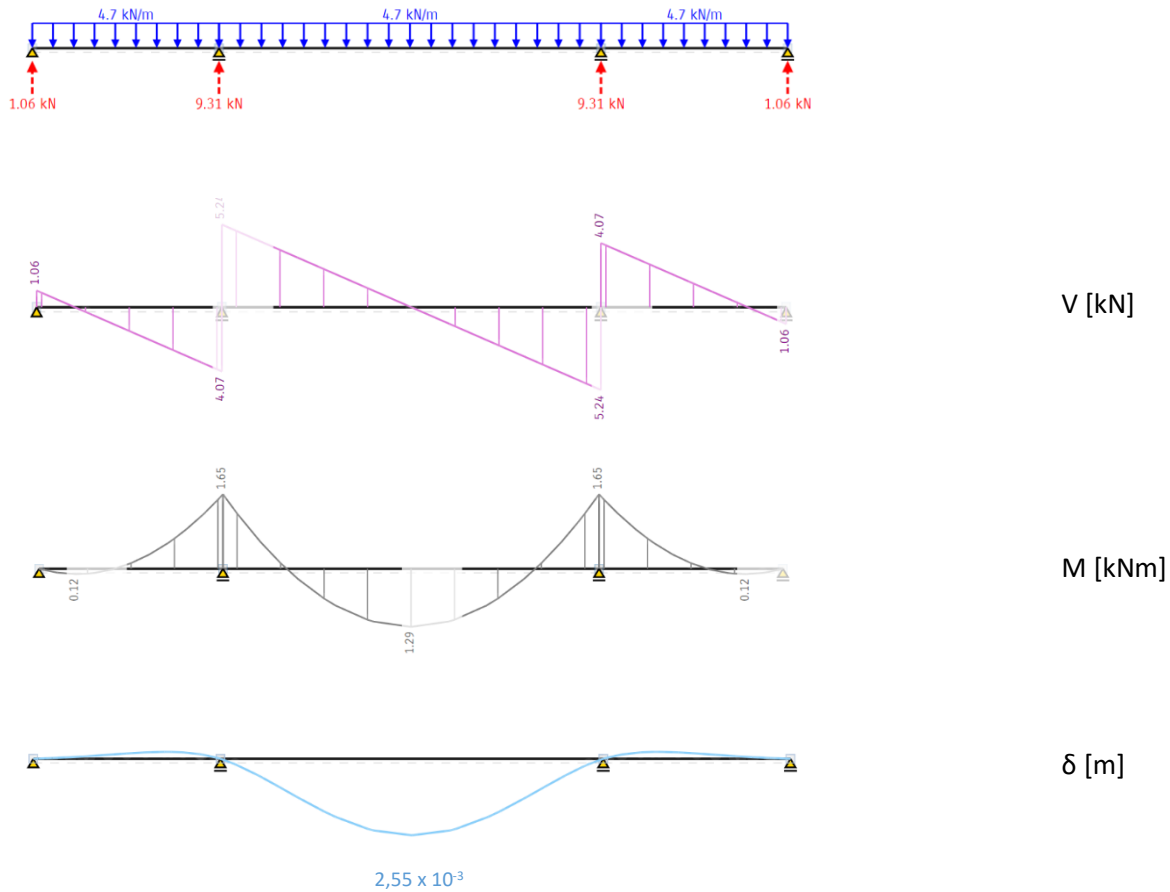 4.7 kN/m 4.7 kN/m 4.7 kN/m
1.06 kN 9.31 kN 9.31 kN 1.06 kN
5.24
4.07
1.06
V [kN]
1.06
4.07
5.24
1.65 1.65
M [kNm]
0.12 0.12
1.29
δ [m]
2,55 x 10⁻³